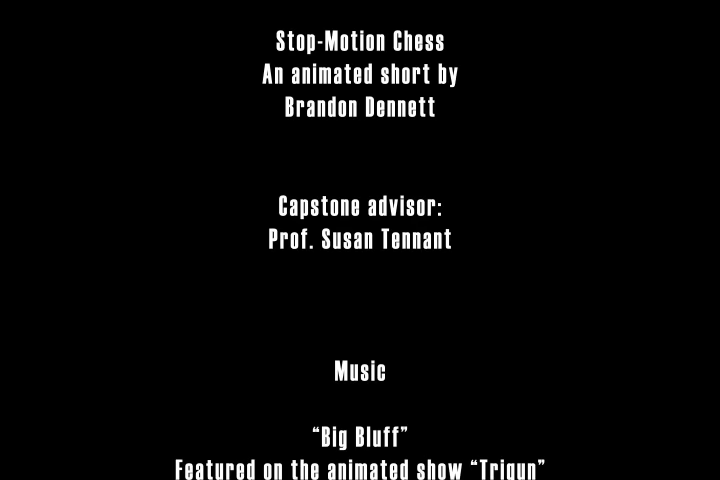 Stop-Motion Chess
An animated short by
Brandon Dennett
Capstone advisor:
Prof. Susan Tennant
Music
“Big Bluff”
Featured on the animated show “Trigun”